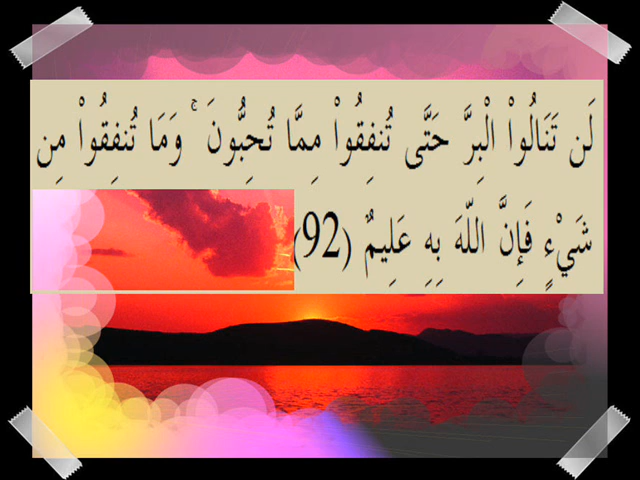 لَن تَنَالُواْ الْبِرَّ حَتَّى تُنفِقُواْ مِمَّا تُحِبُّونَ ۚ وَمَا تُنفِقُواْ مِن
شَيْءٍ فَإِنَّ اللّهَ بِهِ عَلِيمٌ (92)